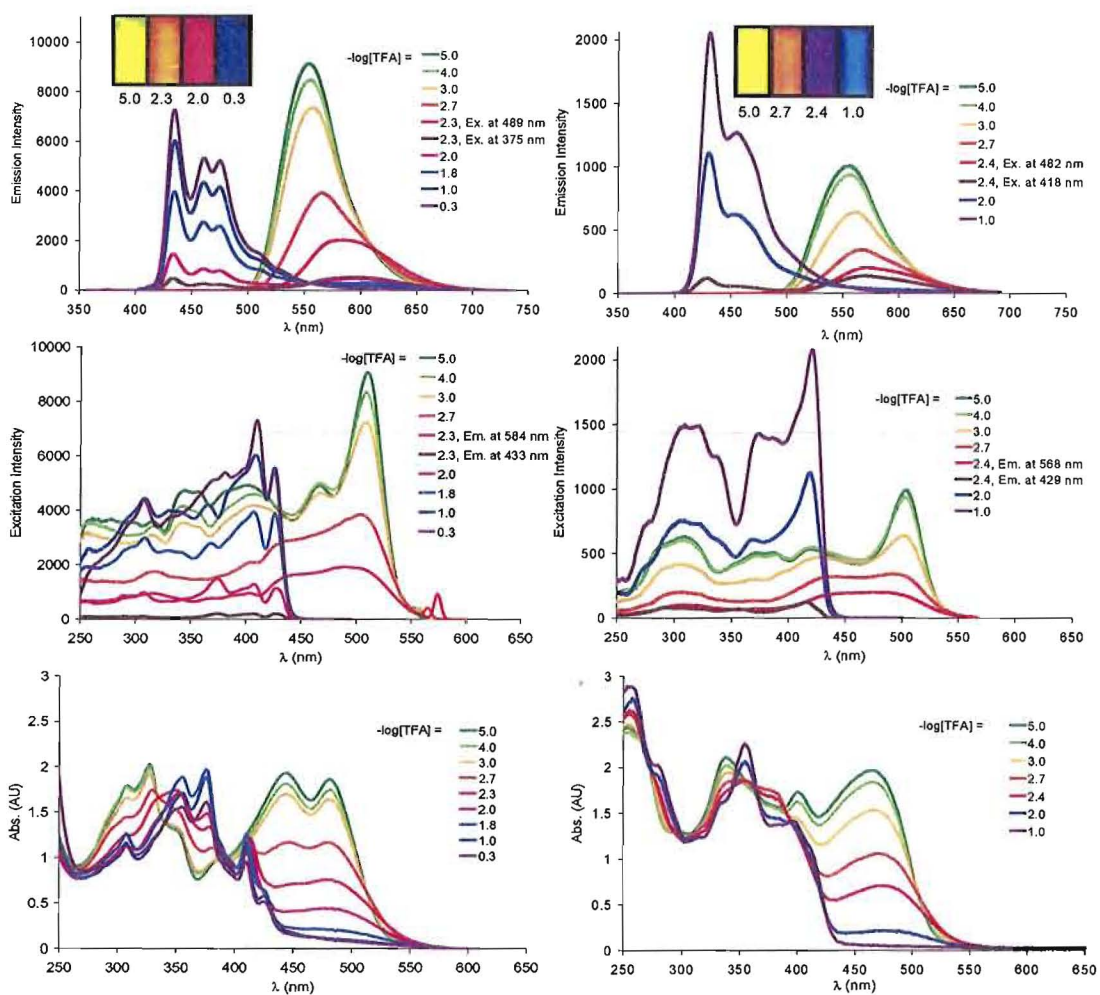 10000
8000
6000
4000
2000
0
Emission Intensity
5.0 2.3 2.0 0.3
-log[TFA] =
5.0
4.0
3.0
2.7
2.3, Ex. at 489 nm
2.3, Ex. at 375 nm
2.0
1.8
1.0
0.3
350 400 450 500 550 600 650 700 750
λ (nm)
2000
1500
1000
500
0
Emission Intensity
5.0 2.7 2.4 1.0
-log[TFA] =
5.0
4.0
3.0
2.7
2.4, Ex. at 482 nm
2.4, Ex. at 418 nm
2.0
1.0
350 400 450 500 550 600 650 700 750
λ (nm)
10000
8000
6000
4000
2000
0
Excitation Intensity
-log[TFA] =
5.0
4.0
3.0
2.7
2.3, Em. at 584 nm
2.3, Em. at 433 nm
2.0
1.8
1.0
0.3
250 300 350 400 450 500 550 600 650
λ (nm)
2000
1500
1000
500
0
Excitation Intensity
-log[TFA] =
5.0
4.0
3.0
2.7
2.4, Em. at 568 nm
2.4, Em. at 429 nm
2.0
1.0
250 300 350 400 450 500 550 600 650
λ (nm)
3
2.5
2
1.5
1
0.5
0
Abs. (AU)
-log[TFA] =
5.0
4.0
3.0
2.7
2.3
2.0
1.8
1.0
0.3
250 300 350 400 450 500 550 600 650
λ (nm)
3
2.5
2
1.5
1
0.5
0
Abs. (AU)
-log[TFA] =
5.0
4.0
3.0
2.7
2.4
2.0
1.0
250 300 350 400 450 500 550 600 650
λ (nm)